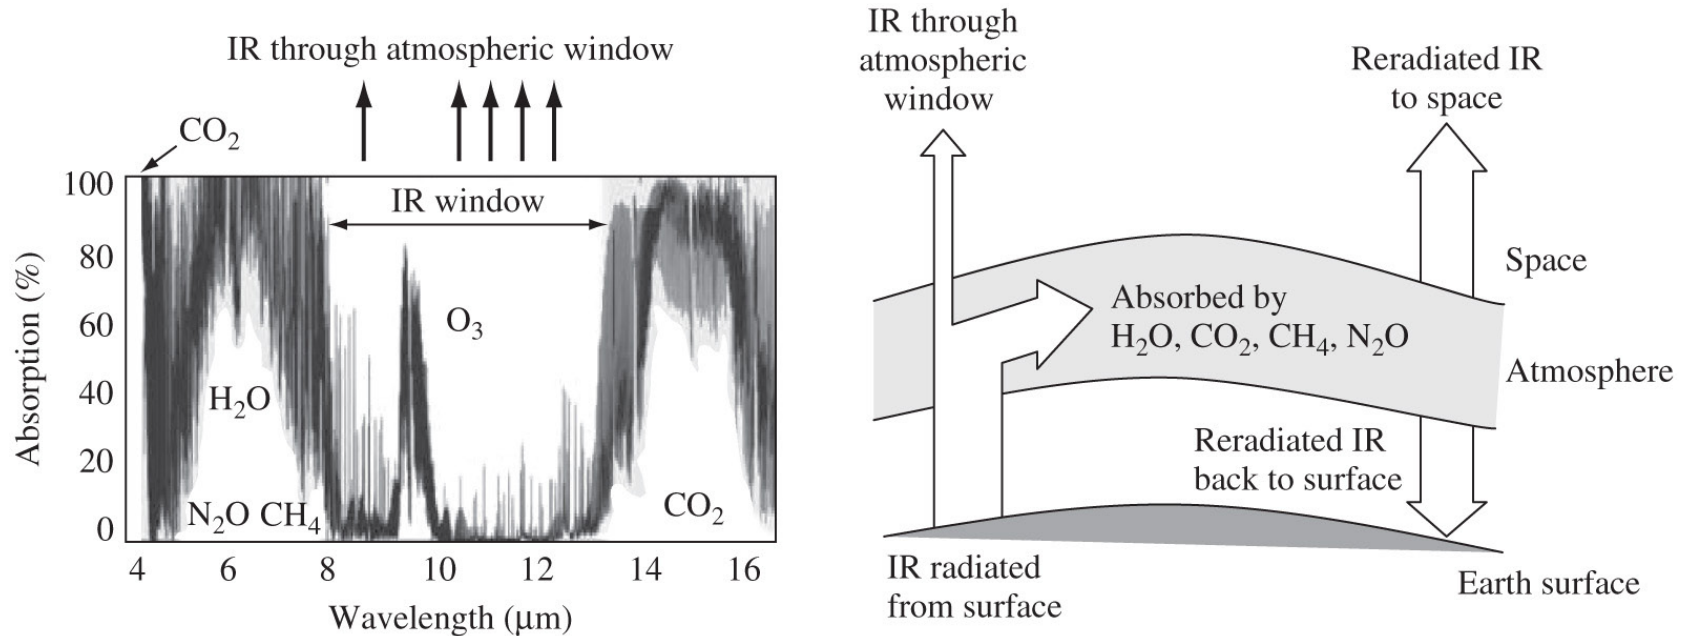 IR through atmospheric window
CO₂
100
80
60
40
20
0
Absorption (%)
IR window
O₃
H₂O
N₂O CH₄
CO₂
4 6 8 10 12 14 16
Wavelength (μm)
IR through
atmospheric
window
Reradiated IR
to space
Space
Absorbed by
H₂O, CO₂, CH₄, N₂O
Atmosphere
Reradiated IR
back to surface
IR radiated
from surface
Earth surface